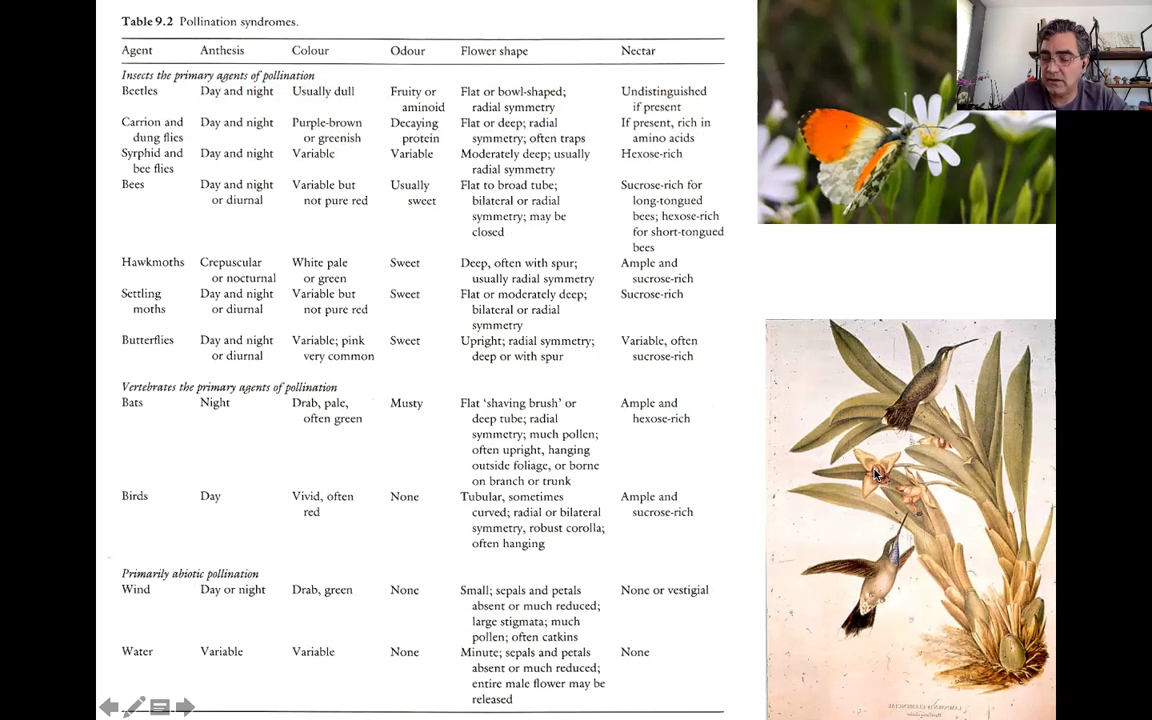 Table 9.2 Pollination syndromes.
Agent Anthesis Colour Odour Flower shape Nectar
Insects the primary agents of pollination
Beetles Day and night Usually dull Fruity or Flat or bowl-shaped; Undistinguished
aminoid radial symmetry if present
Carrion and Day and night Purple-brown Decaying Flat or deep; radial If present, rich in
dung flies or greenish protein symmetry; often traps amino acids
Syrphid and Day and night Variable Variable Moderately deep; usually Hexose-rich
bee flies radial symmetry
Bees Day and night Variable but Usually Flat to broad tube; Sucrose-rich for
or diurnal not pure red sweet bilateral or radial long-tongued
symmetry; may be bees; hexose-rich
closed for short-tongued
bees
Hawkmoths Crepuscular White pale Sweet Deep, often with spur; Ample and
or nocturnal or green usually radial symmetry sucrose-rich
Settling Day and night Variable but Sweet Flat or moderately deep; Sucrose-rich
moths or diurnal not pure red bilateral or radial
symmetry
Butterflies Day and night Variable; pink Sweet Upright; radial symmetry; Variable, often
or diurnal very common deep or with spur sucrose-rich
Vertebrates the primary agents of pollination
Bats Night Drab, pale, Musty Flat ‘shaving brush’ or Ample and
often green deep tube; radial hexose-rich
symmetry; much pollen;
often upright, hanging
outside foliage, or borne
on branch or trunk
Birds Day Vivid, often None Tubular, sometimes Ample and
red curved; radial or bilateral sucrose-rich
symmetry, robust corolla;
often hanging
Primarily abiotic pollination
Wind Day or night Drab, green None Small; sepals and petals None or vestigial
absent or much reduced;
large stigmata; much
pollen; often catkins
Water Variable Variable None Minute; sepals and petals None
absent or much reduced;
entire male flower may be
released